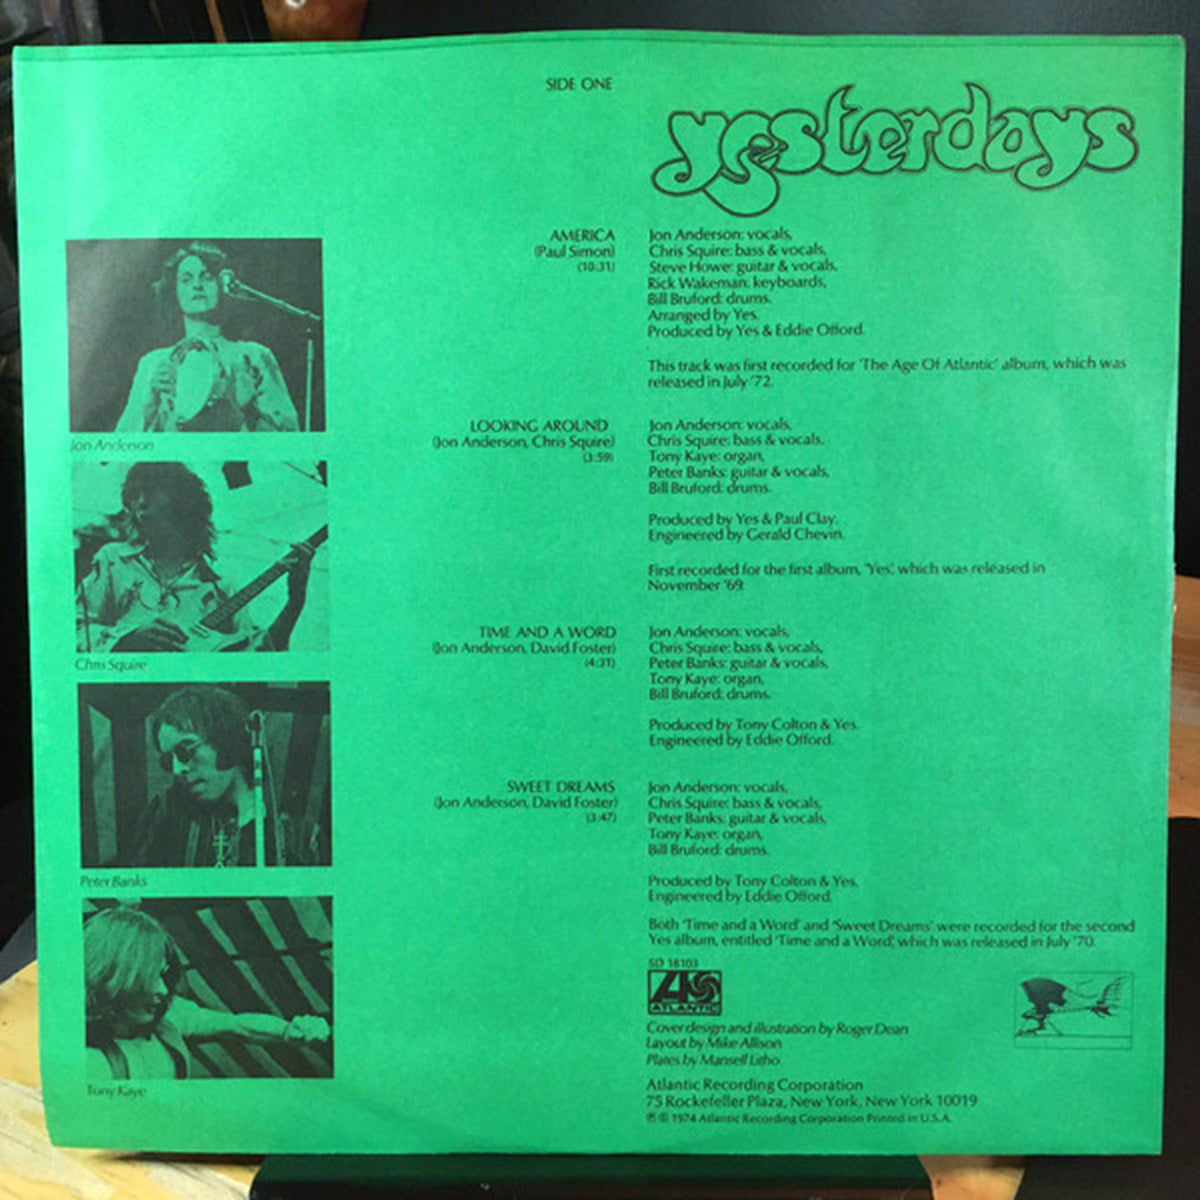 SIDE ONE
yesterdays
AMERICA
(Paul Simon)
(10:31)
Jon Anderson: vocals,
Chris Squire: bass & vocals,
Steve Howe: guitar & vocals,
Rick Wakeman: keyboards,
Bill Bruford: drums.
Arranged by Yes.
Produced by Yes & Eddie Offord.
This track was first recorded for 'The Age Of Atlantic' album, which was
released in July '72.
LOOKING AROUND
(Jon Anderson, Chris Squire)
(3:59)
Jon Anderson: vocals,
Chris Squire: bass & vocals,
Tony Kaye: organ,
Peter Banks: guitar & vocals,
Bill Bruford: drums.
Produced by Yes & Paul Clay.
Engineered by Gerald Chevin.
First recorded for the first album, 'Yes', which was released in
November '69.
TIME AND A WORD
(Jon Anderson, David Foster)
(4:31)
Jon Anderson: vocals,
Chris Squire: bass & vocals,
Peter Banks: guitar & vocals,
Tony Kaye: organ,
Bill Bruford: drums.
Produced by Tony Colton & Yes.
Engineered by Eddie Offord.
SWEET DREAMS
(Jon Anderson, David Foster)
(3:47)
Jon Anderson: vocals,
Chris Squire: bass & vocals,
Peter Banks: guitar & vocals,
Tony Kaye: organ,
Bill Bruford: drums.
Produced by Tony Colton & Yes.
Engineered by Eddie Offord.
Both 'Time and a Word' and 'Sweet Dreams' were recorded for the second
Yes album, entitled 'Time and a Word', which was released in July '70.
Jon Anderson
Chris Squire
Peter Banks
Tony Kaye
SD 18103
ATLANTIC
Cover design and illustration by Roger Dean
Layout by Mike Allison
Plates by Mansell Litho
Atlantic Recording Corporation
75 Rockefeller Plaza, New York, New York 10019
℗ © 1974 Atlantic Recording Corporation Printed in U.S.A.